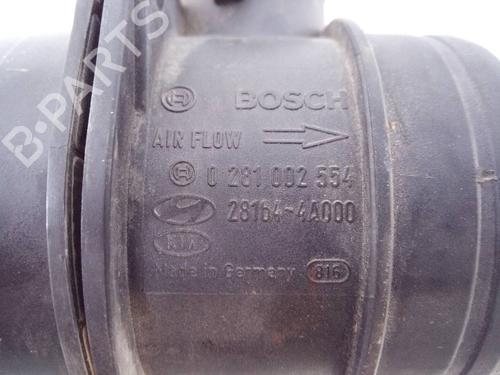 BOSCH
AIR FLOW
0 281 002 554
28164-4A000
KIA
Made in Germany 816
B-PARTS